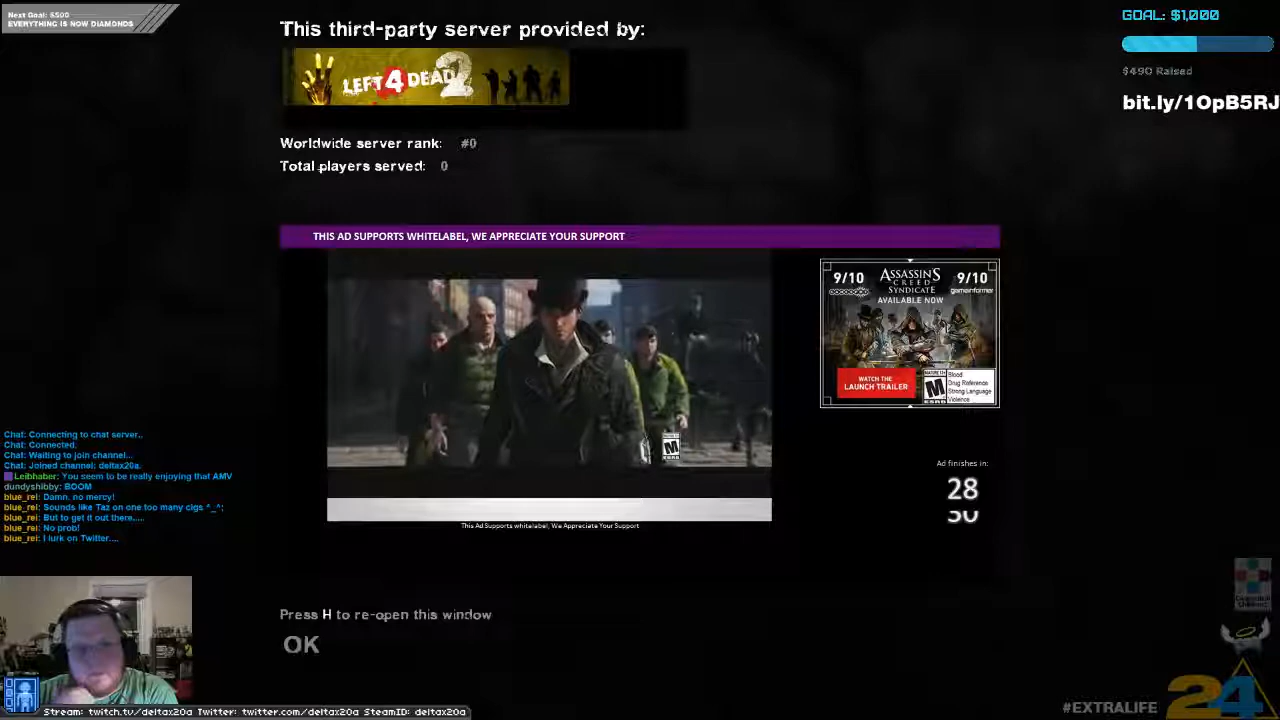 Next Goal: $500
EVERYTHING IS NOW DIAMONDS
GOAL: $1,000
$490 Raised
bit.ly/1OpB5RJ
This third-party server provided by:
LEFT 4 DEAD 2
Worldwide server rank: #0
Total players served: 0
THIS AD SUPPORTS WHITELABEL, WE APPRECIATE YOUR SUPPORT
9/10
ASSASSIN'S
CREED
SYNDICATE
AVAILABLE NOW
9/10
gameinformer
WATCH THE
LAUNCH TRAILER
MATURE 17+
M
ESRB
Blood
Drug Reference
Strong Language
Violence
M
Ad finishes in:
28
30
This Ad Supports whitelabel, We Appreciate Your Support
Chat: Connecting to chat server..
Chat: Connected.
Chat: Waiting to join channel...
Chat: Joined channel: deltax20a.
Leibhaber: You seem to be really enjoying that AMV
dundyshibby: BOOM
blue_rei: Damn, no mercy!
blue_rei: Sounds like Taz on one too many cigs ^_^;
blue_rei: But to get it out there.....
blue_rei: No prob!
blue_rei: I lurk on Twitter....
Press H to re-open this window
OK
Stream: twitch.tv/deltax20a Twitter: twitter.com/deltax20a SteamID: deltax20a
#EXTRALIFE
24